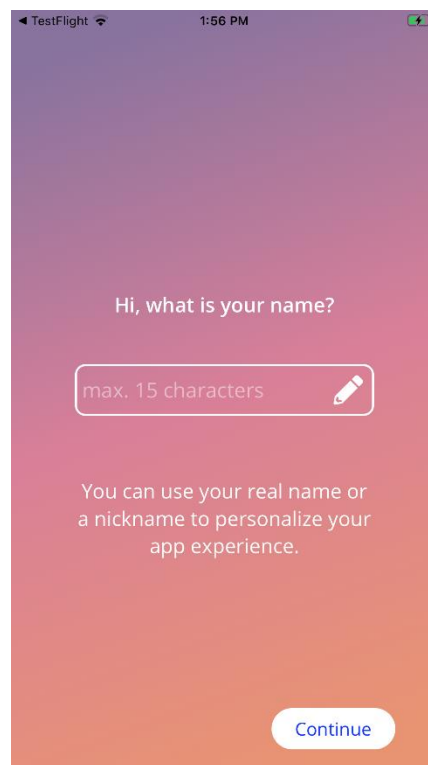 ◀ TestFlight 1:56 PM
Hi, what is your name?
max. 15 characters
You can use your real name or
a nickname to personalize your
app experience.
Continue